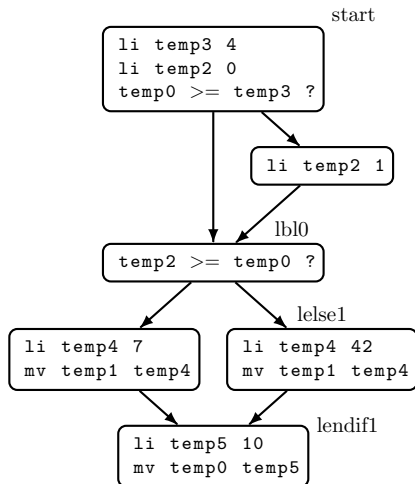 start
li temp3 4
li temp2 0
temp0 >= temp3 ?
li temp2 1
lbl0
temp2 >= temp0 ?
li temp4 7
mv temp1 temp4
lelse1
li temp4 42
mv temp1 temp4
lendif1
li temp5 10
mv temp0 temp5